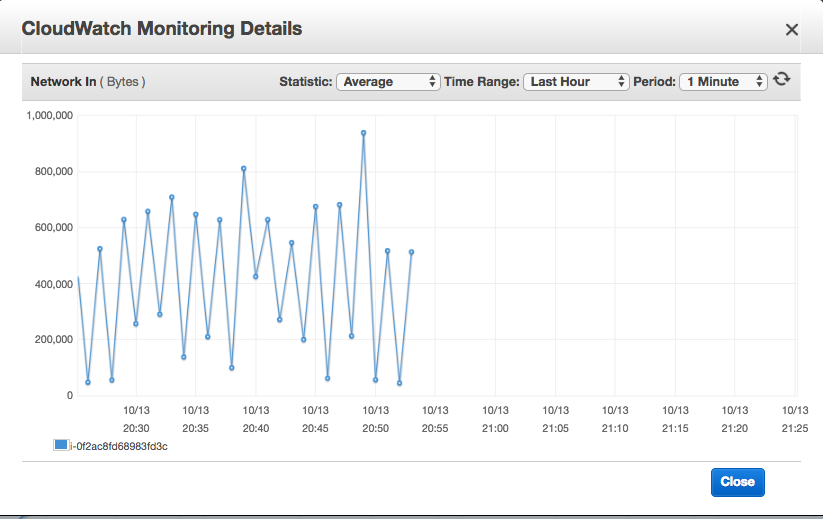 CloudWatch Monitoring Details ×
Network In ( Bytes ) Statistic: Average Time Range: Last Hour Period: 1 Minute
1,000,000
800,000
600,000
400,000
200,000
0
10/13 10/13 10/13 10/13 10/13 10/13 10/13 10/13 10/13 10/13 10/13 10/13
20:30 20:35 20:40 20:45 20:50 20:55 21:00 21:05 21:10 21:15 21:20 21:25
i-0f2ac8fd68983fd3c
Close